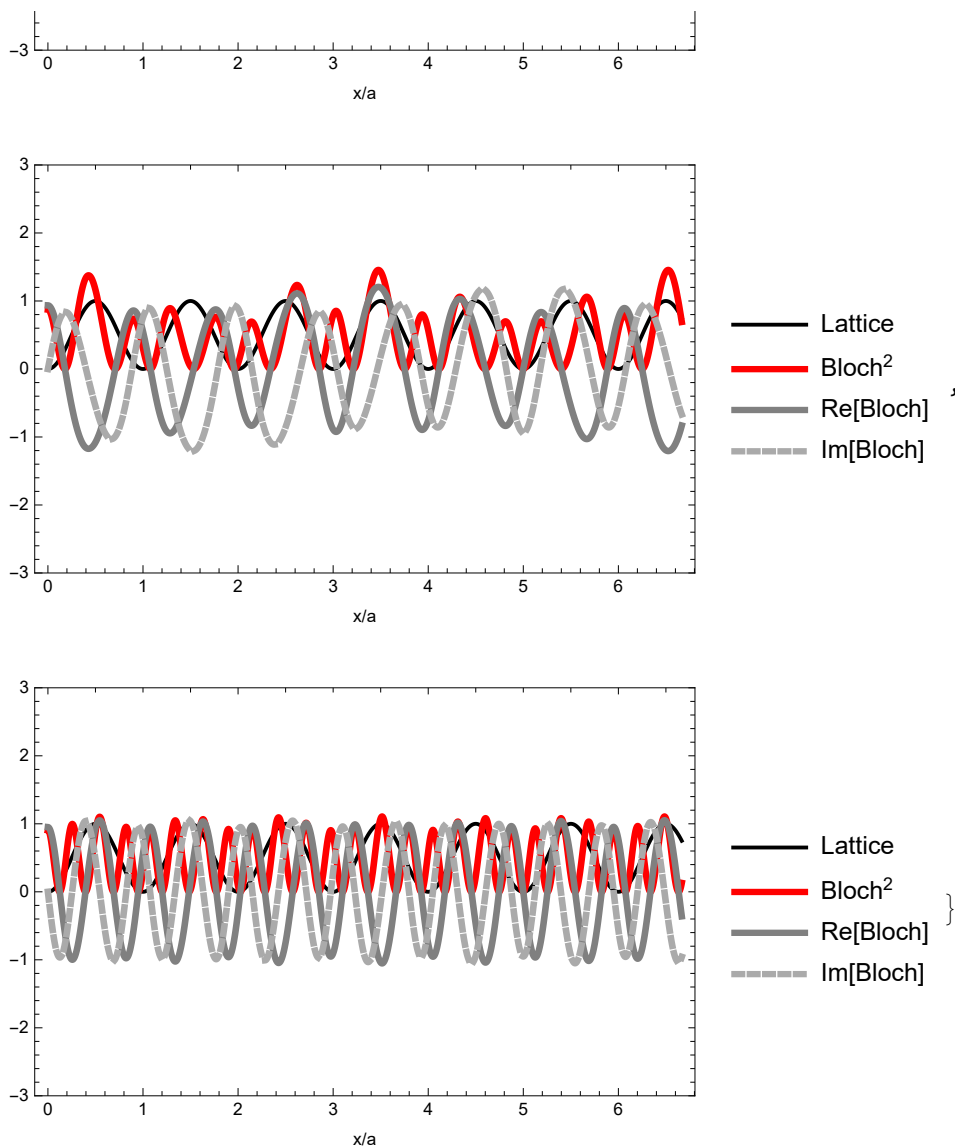 −3
0 1 2 3 4 5 6
x/a
3
2
1
0
−1
−2
−3
0 1 2 3 4 5 6
x/a
Lattice
Bloch²
Re[Bloch]
Im[Bloch]
3
2
1
0
−1
−2
−3
0 1 2 3 4 5 6
x/a
Lattice
Bloch²
Re[Bloch]
Im[Bloch]
}